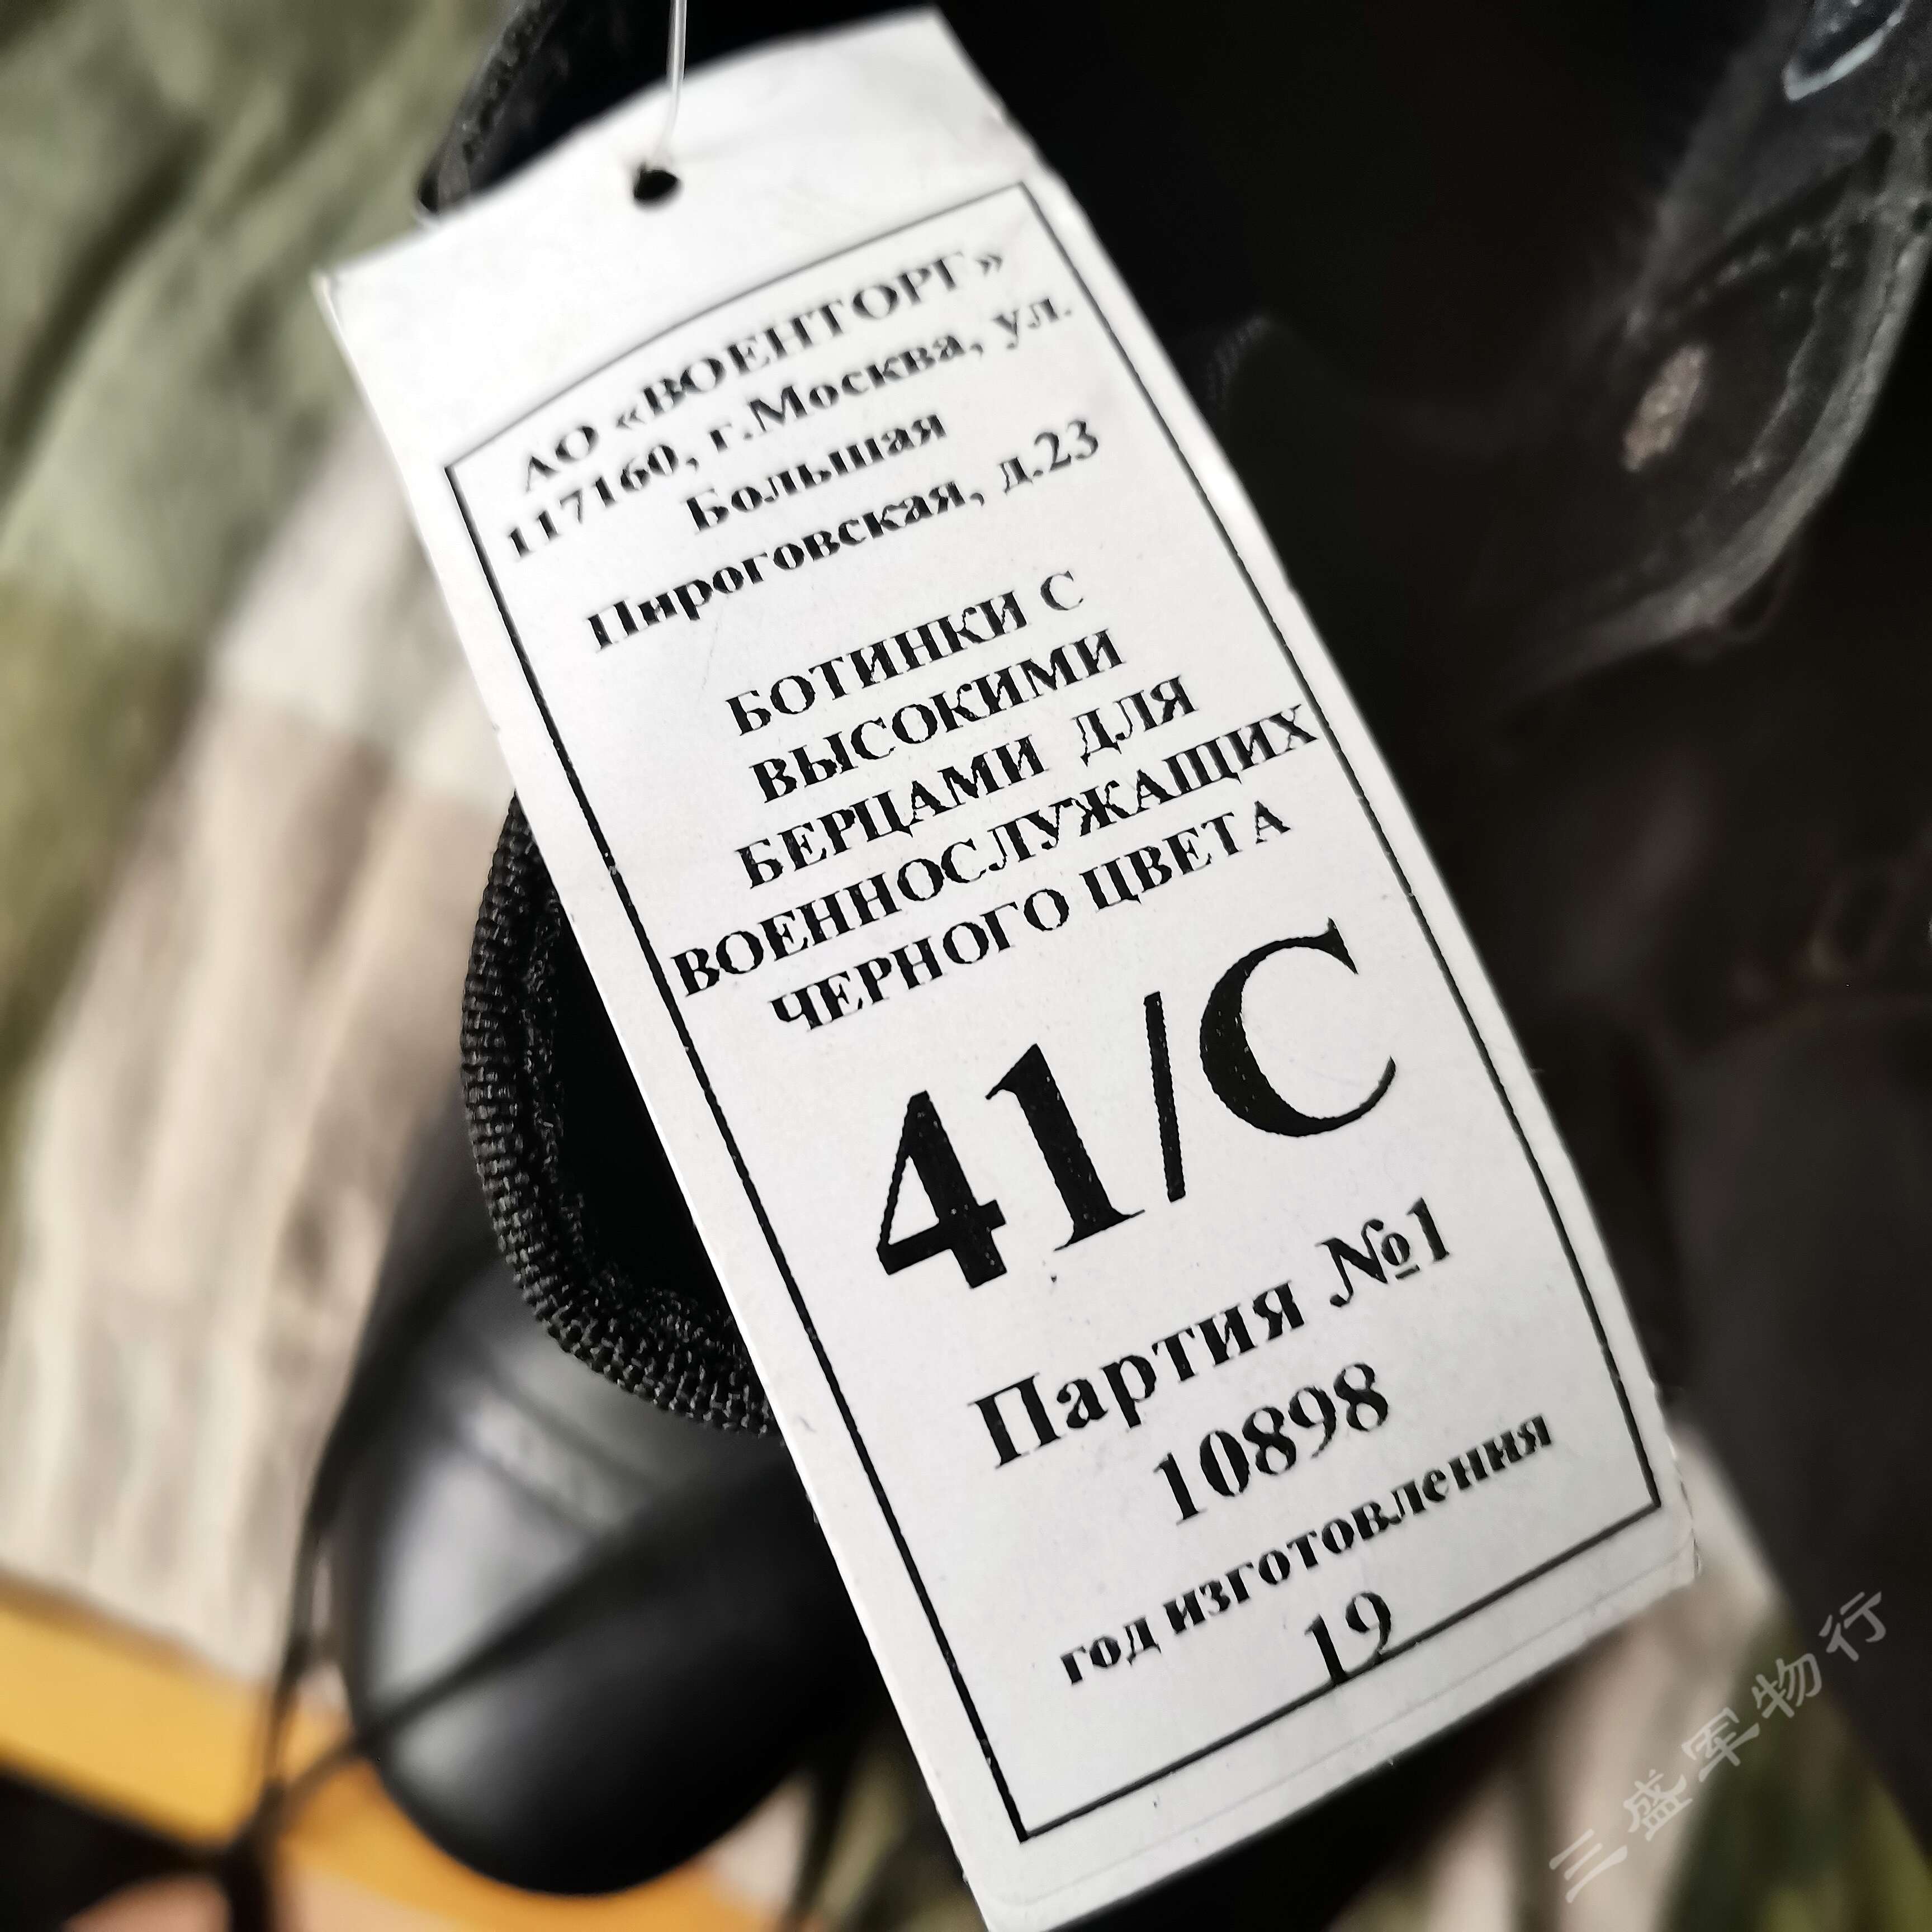 АО «ВОЕНТОРГ»
117160, г.Москва, ул.
Большая
Пироговская, д.23
БОТИНКИ С
ВЫСОКИМИ
БЕРЦАМИ ДЛЯ
ВОЕННОСЛУЖАЩИХ
ЧЕРНОГО ЦВЕТА
41/С
Партия №1
10898
год изготовления
19
三盛军物行